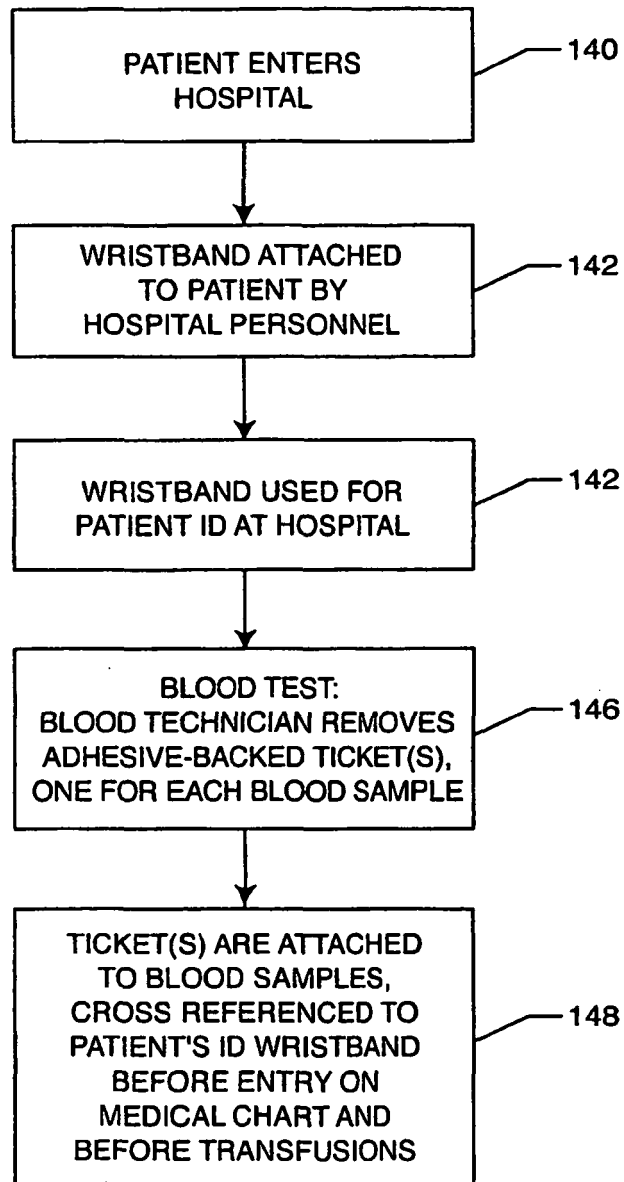 PATIENT ENTERS
HOSPITAL
140
WRISTBAND ATTACHED
TO PATIENT BY
HOSPITAL PERSONNEL
142
WRISTBAND USED FOR
PATIENT ID AT HOSPITAL
142
BLOOD TEST:
BLOOD TECHNICIAN REMOVES
ADHESIVE-BACKED TICKET(S),
ONE FOR EACH BLOOD SAMPLE
146
TICKET(S) ARE ATTACHED
TO BLOOD SAMPLES,
CROSS REFERENCED TO
PATIENT'S ID WRISTBAND
BEFORE ENTRY ON
MEDICAL CHART AND
BEFORE TRANSFUSIONS
148